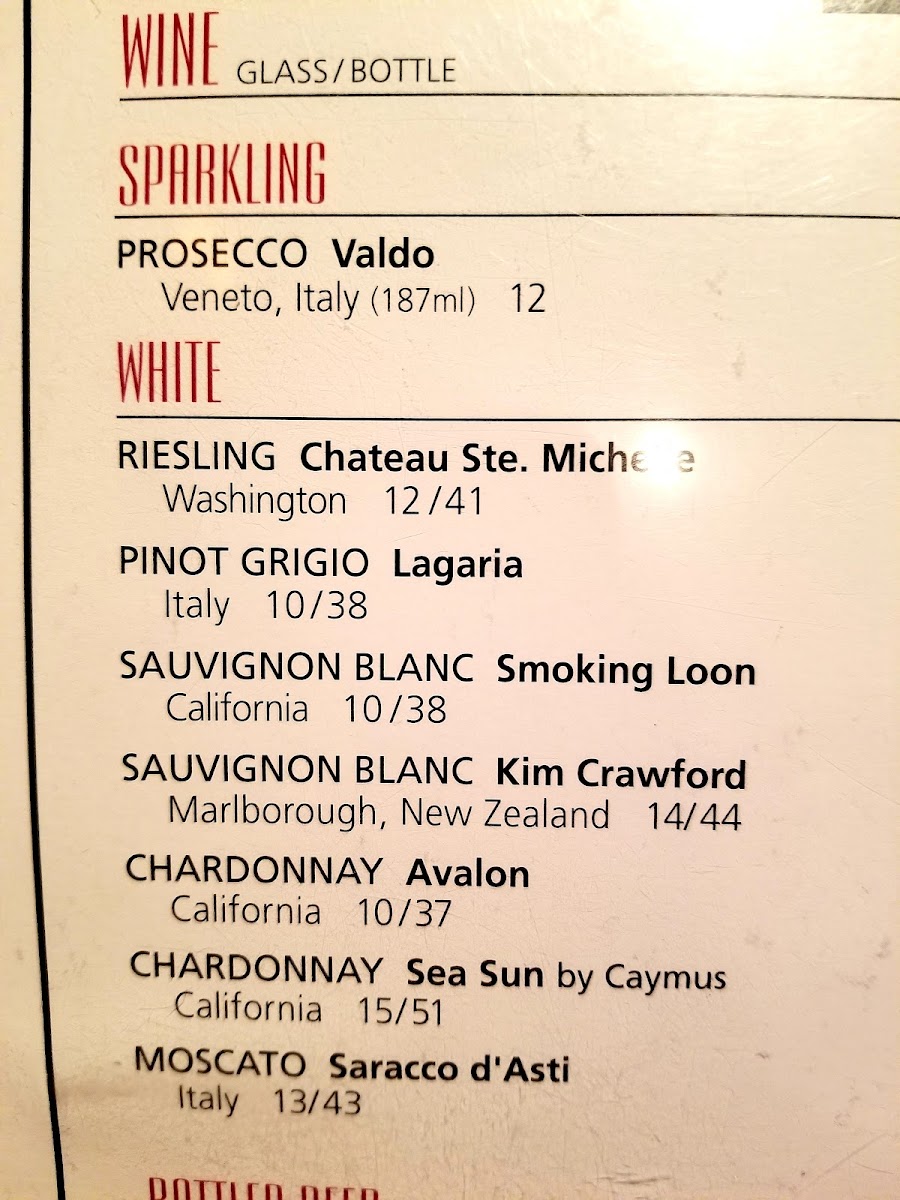 WINE GLASS/BOTTLE
SPARKLING
PROSECCO Valdo
Veneto, Italy (187ml) 12
WHITE
RIESLING Chateau Ste. Michelle
Washington 12/41
PINOT GRIGIO Lagaria
Italy 10/38
SAUVIGNON BLANC Smoking Loon
California 10/38
SAUVIGNON BLANC Kim Crawford
Marlborough, New Zealand 14/44
CHARDONNAY Avalon
California 10/37
CHARDONNAY Sea Sun by Caymus
California 15/51
MOSCATO Saracco d'Asti
Italy 13/43
BOTTLED BEER